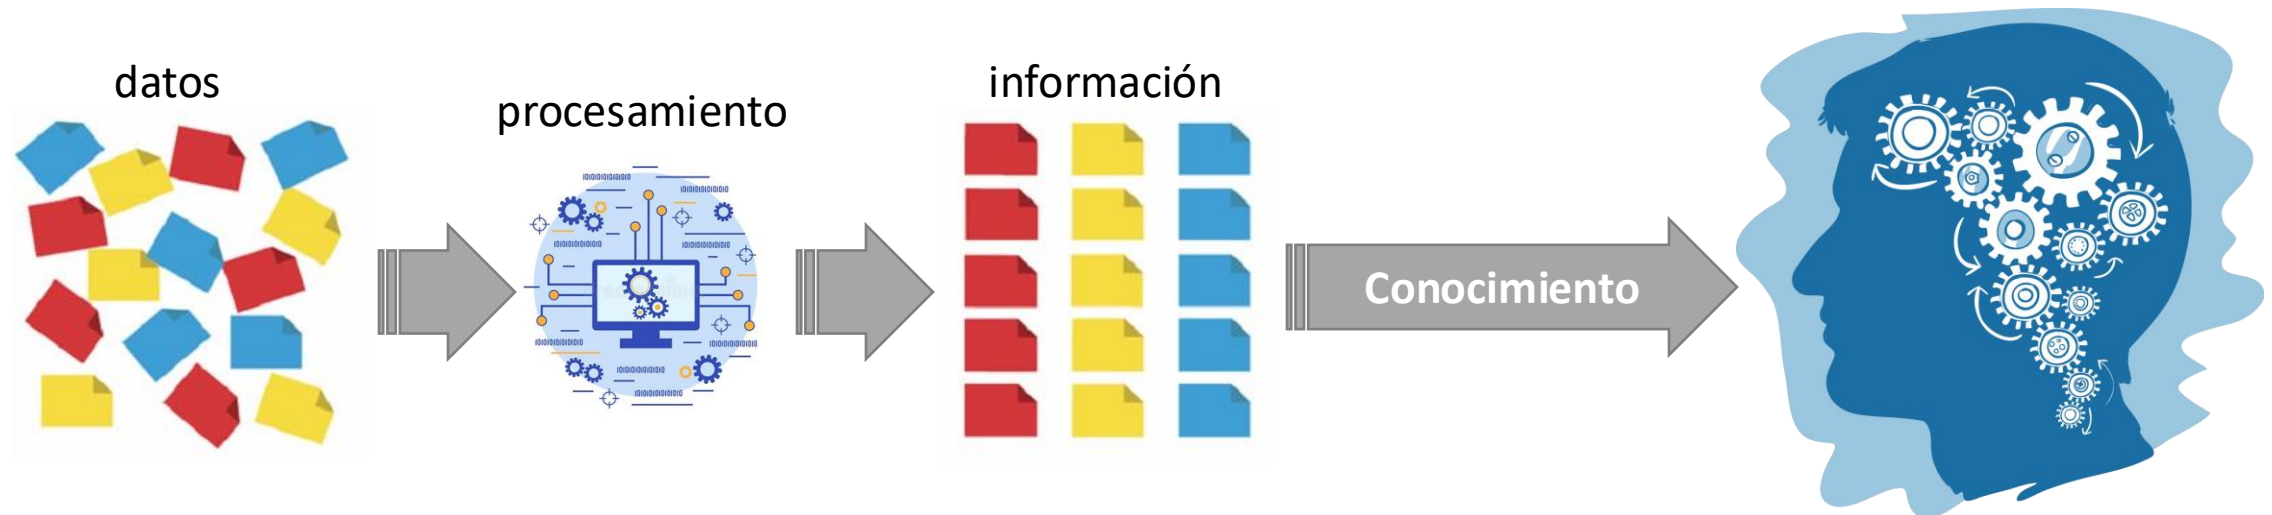 datos
procesamiento
información
Conocimiento